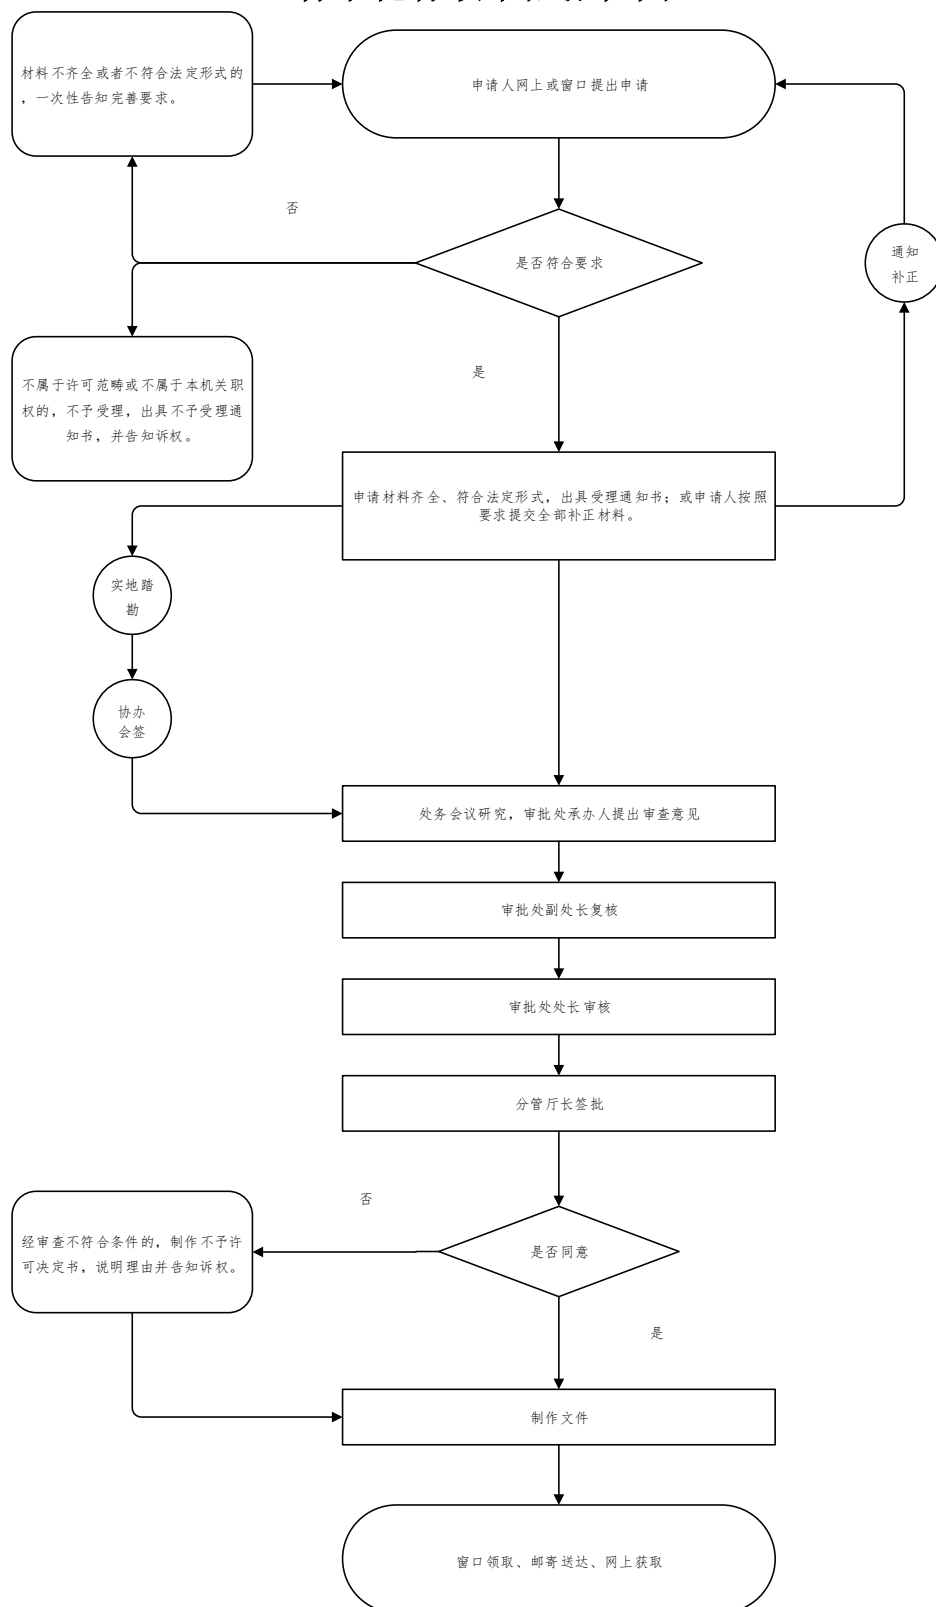 材料不齐全或者不符合法定形式的
，一次性告知完善要求。
申请人网上或窗口提出申请
否
是否符合要求
通知
补正
是
不属于许可范畴或不属于本机关职
权的，不予受理，出具不予受理通
知书，并告知诉权。
申请材料齐全、符合法定形式，出具受理通知书；或申请人按照
要求提交全部补正材料。
实地踏
勘
协办
会签
处务会议研究，审批处承办人提出审查意见
审批处副处长复核
审批处处长审核
分管厅长签批
否
经审查不符合条件的，制作不予许
可决定书，说明理由并告知诉权。
是否同意
是
制作文件
窗口领取、邮寄送达、网上获取